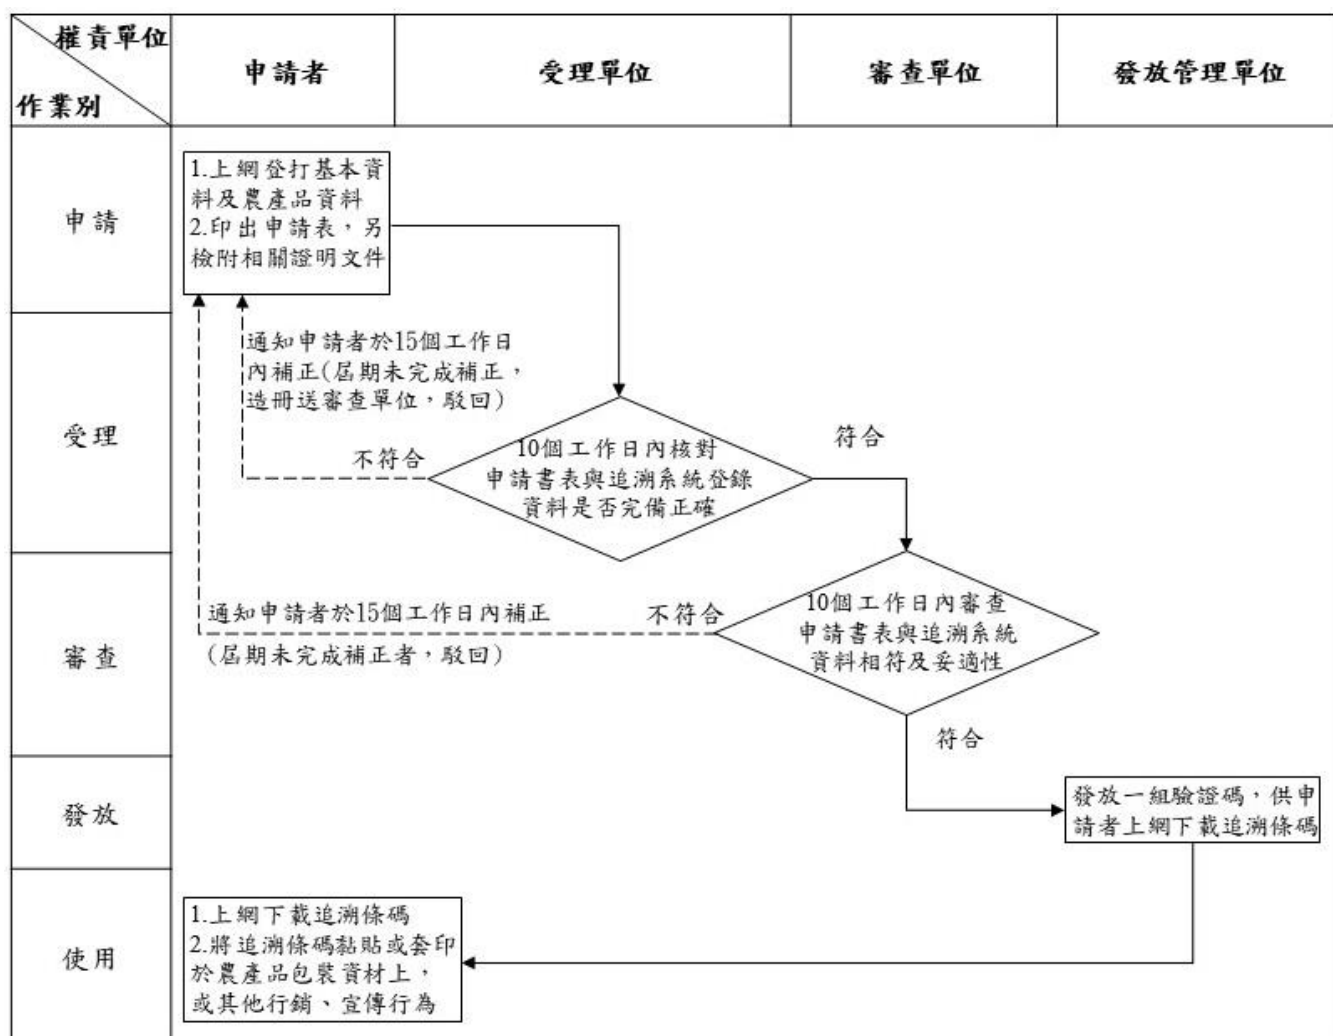 權責單位
作業別
申請者
受理單位
審查單位
發放管理單位
申請
1.上網登打基本資
料及農產品資料
2.印出申請表，另
檢附相關證明文件
通知申請者於15個工作日
內補正(屆期未完成補正，
造冊送審查單位，駁回)
受理
不符合
10個工作日內核對
申請書表與追溯系統登錄
資料是否完備正確
符合
審查
通知申請者於15個工作日內補正
(屆期未完成補正者，駁回)
不符合
10個工作日內審查
申請書表與追溯系統
資料相符及妥適性
符合
發放
發放一組驗證碼，供申
請者上網下載追溯條碼
使用
1.上網下載追溯條碼
2.將追溯條碼黏貼或套印
於農產品包裝資材上，
或其他行銷、宣傳行為